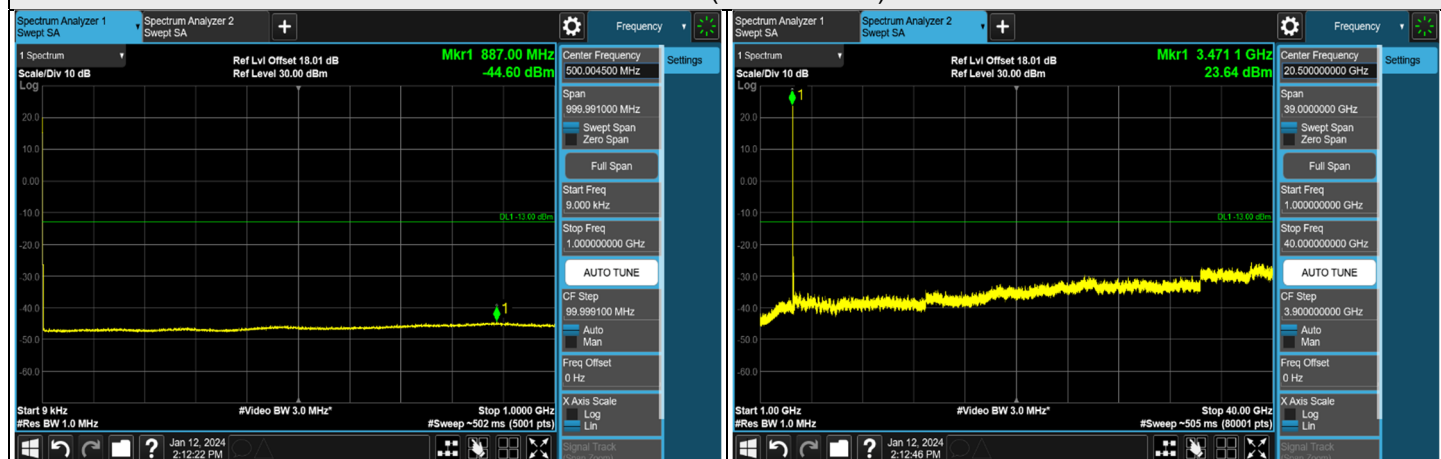 Spectrum Analyzer 1
Swept SA
Spectrum Analyzer 2
Swept SA
+
Frequency
1 Spectrum
Scale/Div 10 dB
Log
Ref Lvl Offset 18.01 dB
Ref Level 30.00 dBm
Mkr1 887.00 MHz
-44.60 dBm
20.0
10.0
0.00
-10.0
-20.0
-30.0
-40.0
-50.0
-60.0
DL1 -13.00 dBm
1
Start 9 kHz
#Res BW 1.0 MHz
#Video BW 3.0 MHz*
Stop 1.0000 GHz
#Sweep ~502 ms (5001 pts)
Center Frequency
500.004500 MHz
Settings
Span
999.991000 MHz
Swept Span
Zero Span
Full Span
Start Freq
9.000 kHz
Stop Freq
1.000000000 GHz
AUTO TUNE
CF Step
99.999100 MHz
Auto
Man
Freq Offset
0 Hz
X Axis Scale
Log
Lin
Signal Track
?
Jan 12, 2024
2:12:22 PM
Spectrum Analyzer 1
Swept SA
Spectrum Analyzer 2
Swept SA
+
Frequency
1 Spectrum
Scale/Div 10 dB
Log
Ref Lvl Offset 18.01 dB
Ref Level 30.00 dBm
Mkr1 3.471 1 GHz
23.64 dBm
20.0
10.0
0.00
-10.0
-20.0
-30.0
-40.0
-50.0
-60.0
DL1 -13.00 dBm
1
Start 1.00 GHz
#Res BW 1.0 MHz
#Video BW 3.0 MHz*
Stop 40.00 GHz
#Sweep ~505 ms (80001 pts)
Center Frequency
20.500000000 GHz
Settings
Span
39.0000000 GHz
Swept Span
Zero Span
Full Span
Start Freq
1.000000000 GHz
Stop Freq
40.000000000 GHz
AUTO TUNE
CF Step
3.900000000 GHz
Auto
Man
Freq Offset
0 Hz
X Axis Scale
Log
Lin
Signal Track
?
Jan 12, 2024
2:12:46 PM